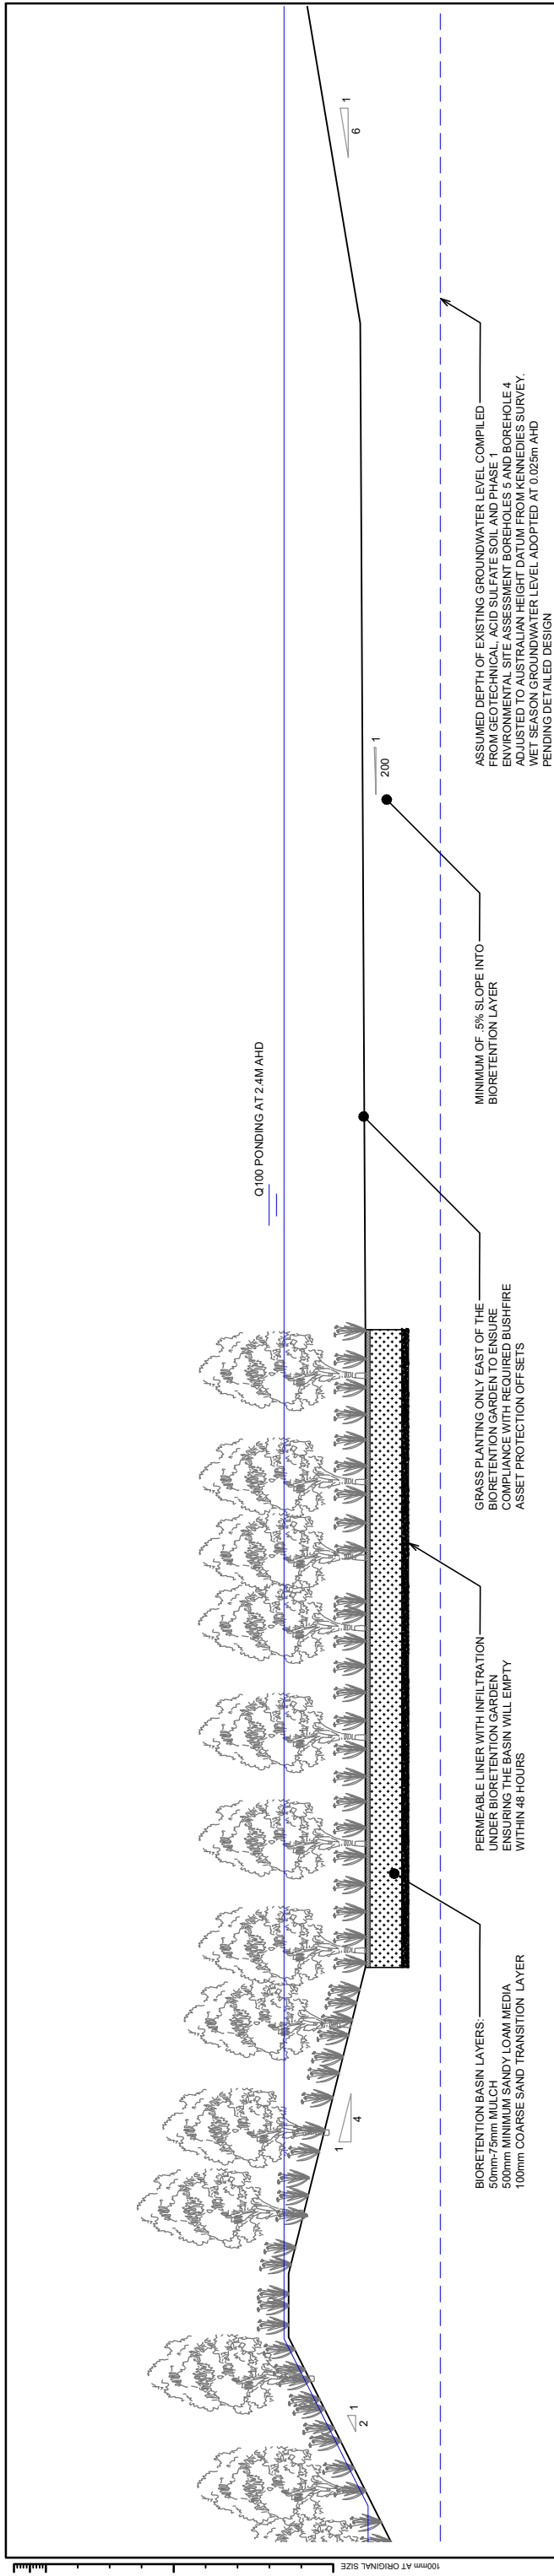 100mm AT ORIGINAL SIZE
2
1
1
4
BIORETENTION BASIN LAYERS:
50mm-75mm MULCH
500mm MINIMUM SANDY LOAM MEDIA
100mm COARSE SAND TRANSITION LAYER
PERMEABLE LINER WITH INFILTRATION
UNDER BIORETENTION GARDEN
ENSURING THE BASIN WILL EMPTY
WITHIN 48 HOURS
GRASS PLANTING ONLY EAST OF THE
BIORETENTION GARDEN TO ENSURE
COMPLIANCE WITH REQUIRED BUSHFIRE
ASSET PROTECTION OFFSETS
Q100 PONDING AT 2.4M AHD
MINIMUM OF .5% SLOPE INTO
BIORETENTION LAYER
1
200
ASSUMED DEPTH OF EXISTING GROUNDWATER LEVEL COMPILED
FROM GEOTECHNICAL, ACID SULFATE SOIL AND PHASE 1
ENVIRONMENTAL SITE ASSESSMENT BOREHOLES 5 AND BOREHOLE 4
ADJUSTED TO AUSTRALIAN HEIGHT DATUM FROM KENNEDIES SURVEY.
WET SEASON GROUNDWATER LEVEL ADOPTED AT 0.025m AHD
PENDING DETAILED DESIGN
1
6